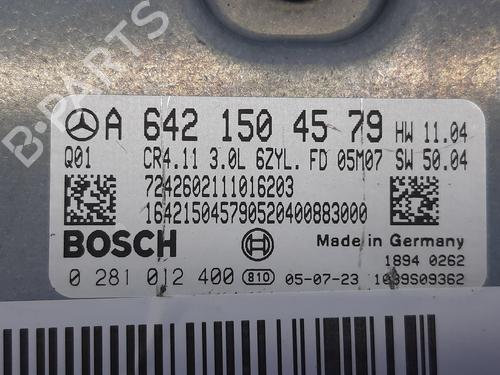 B-PARTS
A 642 150 45 79 HW 11.04
Q01 CR4.11 3.0L 6ZYL. FD 05M07 SW 50.04
7242602111016203
164215045790520400883000
BOSCH Made in Germany
1894 0262
0 281 012 400 810 05-07-23 1039S09362